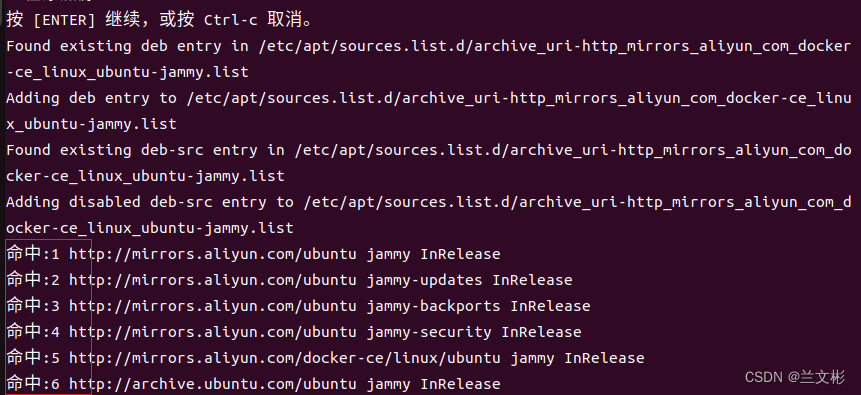 按 [ENTER] 继续，或按 Ctrl-c 取消。
Found existing deb entry in /etc/apt/sources.list.d/archive_uri-http_mirrors_aliyun_com_docker
-ce_linux_ubuntu-jammy.list
Adding deb entry to /etc/apt/sources.list.d/archive_uri-http_mirrors_aliyun_com_docker-ce_linu
x_ubuntu-jammy.list
Found existing deb-src entry in /etc/apt/sources.list.d/archive_uri-http_mirrors_aliyun_com_do
cker-ce_linux_ubuntu-jammy.list
Adding disabled deb-src entry to /etc/apt/sources.list.d/archive_uri-http_mirrors_aliyun_com_d
ocker-ce_linux_ubuntu-jammy.list
命中:1 http://mirrors.aliyun.com/ubuntu jammy InRelease
命中:2 http://mirrors.aliyun.com/ubuntu jammy-updates InRelease
命中:3 http://mirrors.aliyun.com/ubuntu jammy-backports InRelease
命中:4 http://mirrors.aliyun.com/ubuntu jammy-security InRelease
命中:5 http://mirrors.aliyun.com/docker-ce/linux/ubuntu jammy InRelease
命中:6 http://archive.ubuntu.com/ubuntu jammy InRelease
CSDN @兰文彬